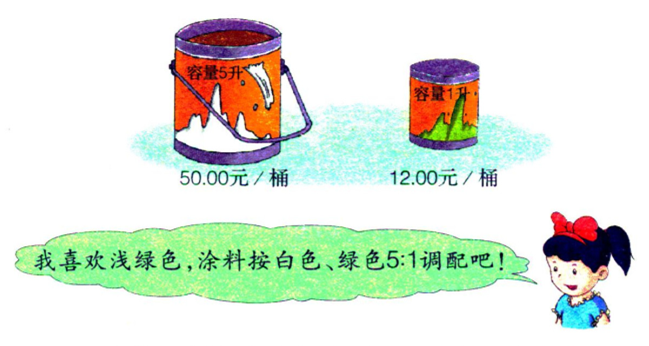 容量5升
容量1升
50.00元/桶
12.00元/桶
我喜欢浅绿色,涂料按白色、绿色5:1调配吧!